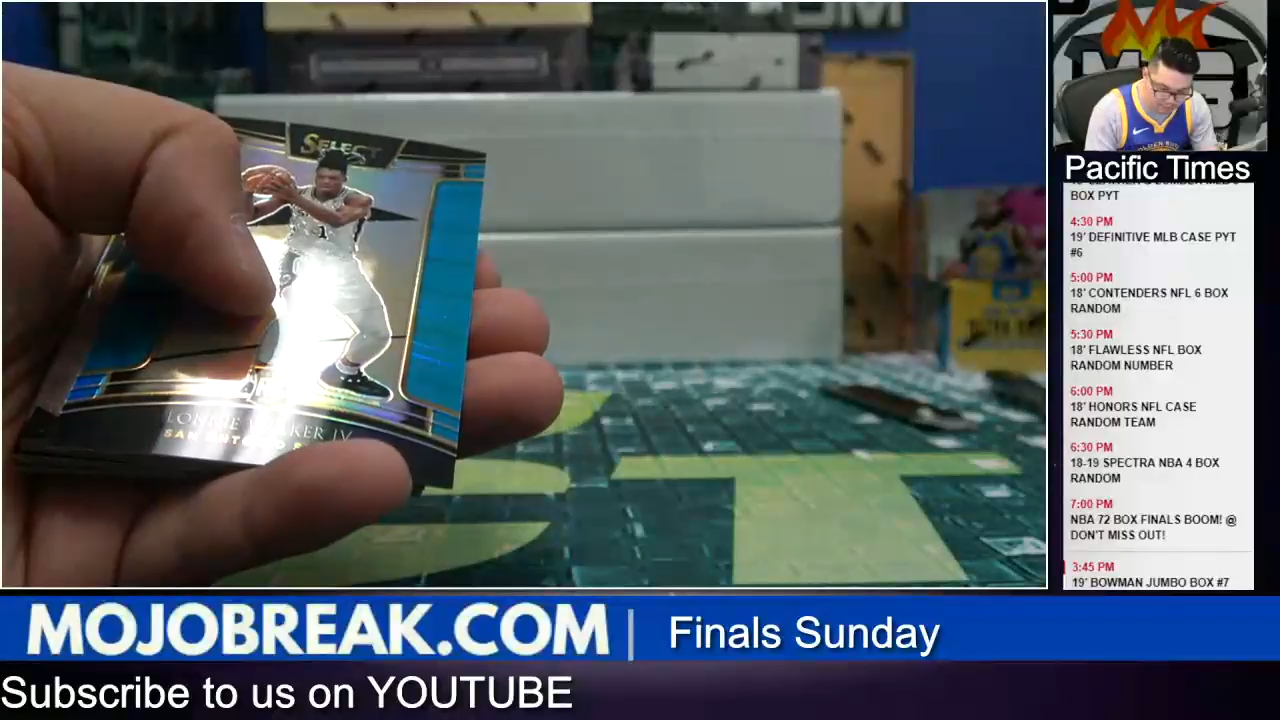 SELECT
1
LONNIE WALKER IV
SAN ANTONIO
Pacific Times
BOX PYT
4:30 PM
19' DEFINITIVE MLB CASE PYT
#6
5:00 PM
18' CONTENDERS NFL 6 BOX
RANDOM
5:30 PM
18' FLAWLESS NFL BOX
RANDOM NUMBER
6:00 PM
18' HONORS NFL CASE
RANDOM TEAM
6:30 PM
18-19 SPECTRA NBA 4 BOX
RANDOM
7:00 PM
NBA 72 BOX FINALS BOOM! @
DON'T MISS OUT!
3:45 PM
19' BOWMAN JUMBO BOX #7
MOJOBREAK.COM | Finals Sunday
Subscribe to us on YOUTUBE